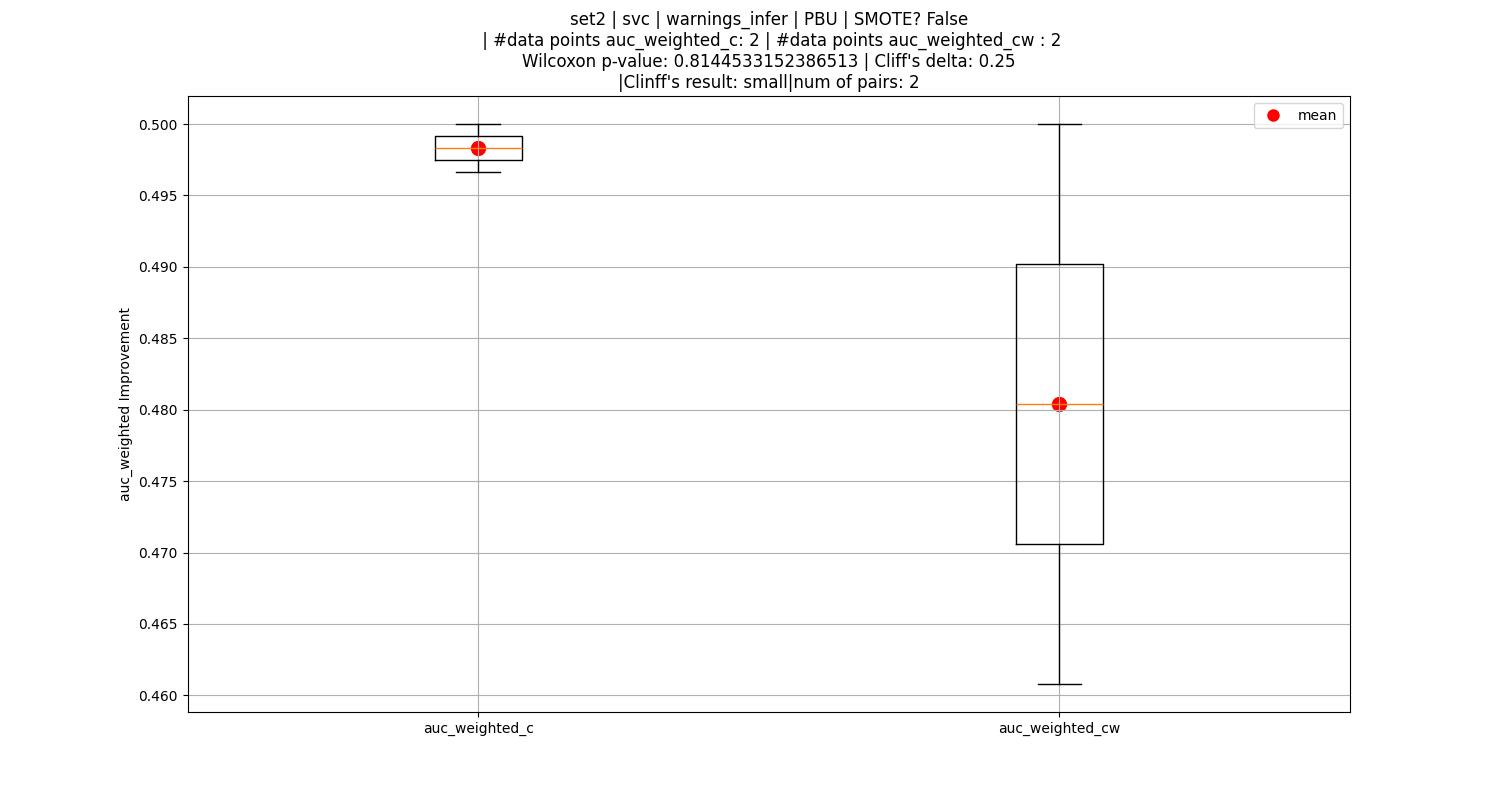 set2 | svc | warnings_infer | PBU | SMOTE? False
| #data points auc_weighted_c: 2 | #data points auc_weighted_cw : 2
Wilcoxon p-value: 0.8144533152386513 | Cliff's delta: 0.25
|Clinff's result: small|num of pairs: 2
mean
0.500
0.495
0.490
0.485
0.480
0.475
0.470
0.465
0.460
auc_weighted Improvement
auc_weighted_c
auc_weighted_cw